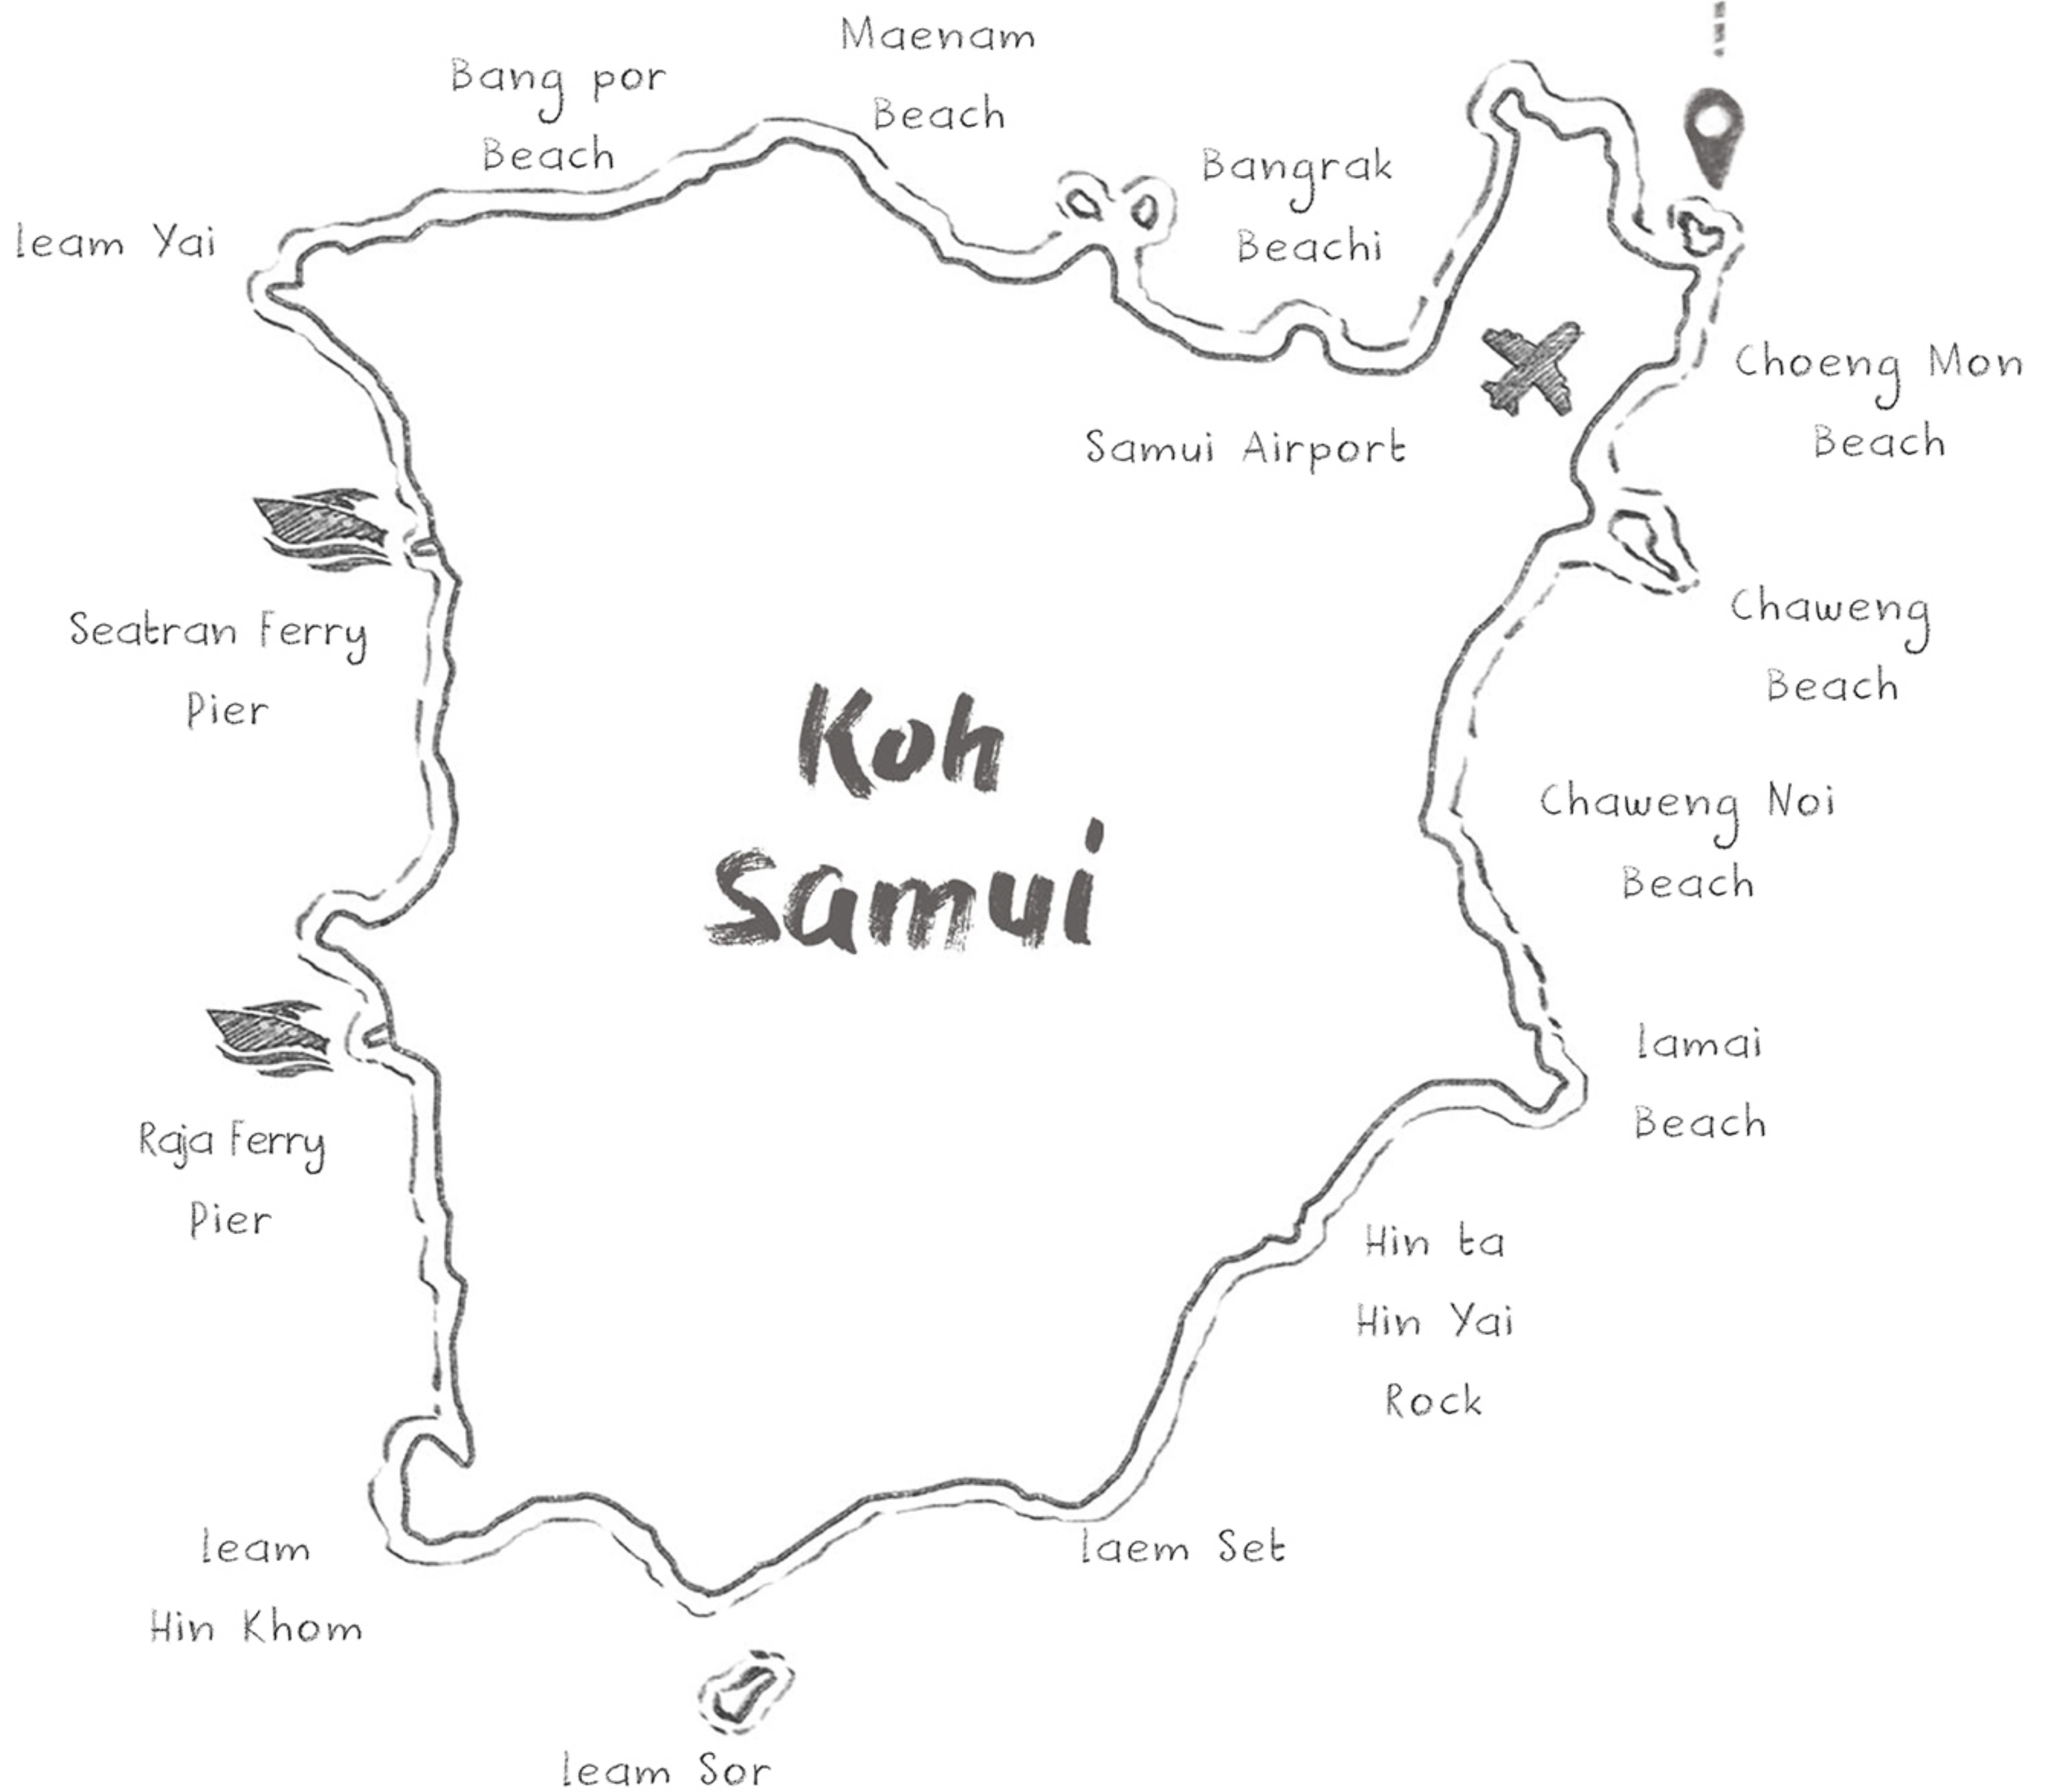 Maenam
Beach
Bang por
Beach
Bangrak
Beachi
Leam Yai
Choeng Mon
Beach
Samui Airport
Seatran Ferry
Pier
Chaweng
Beach
Koh
Samui
Chaweng Noi
Beach
Lamai
Beach
Raja Ferry
Pier
Hin ta
Hin Yai
Rock
Leam
Hin Khom
Laem Set
Leam Sor